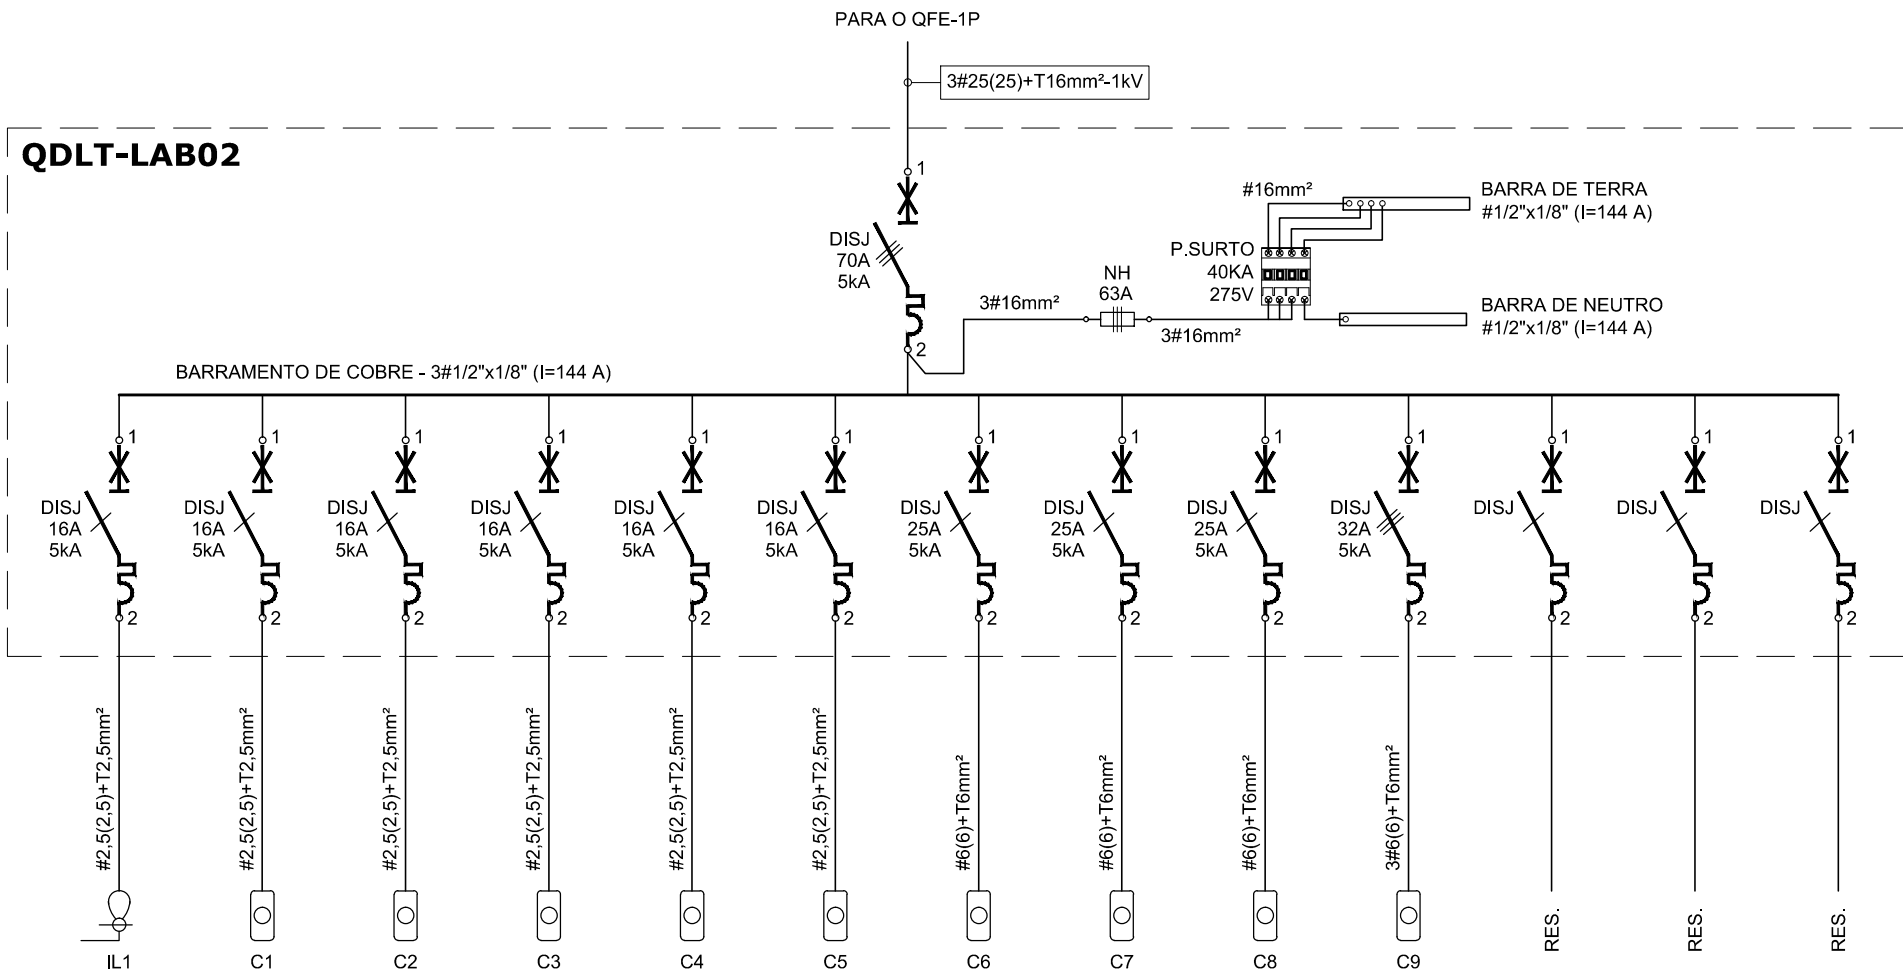 PARA O QFE-1P
3#25(25)+T16mm²-1kV
QDLT-LAB02
1
DISJ
70A
5kA
2
3#16mm²
NH
63A
3#16mm²
P.SURTO
40KA
275V
#16mm²
BARRA DE TERRA
#1/2"x1/8" (I=144 A)
BARRA DE NEUTRO
#1/2"x1/8" (I=144 A)
BARRAMENTO DE COBRE - 3#1/2"x1/8" (I=144 A)
1 1 1 1 1 1 1 1 1 1 1 1 1
DISJ DISJ DISJ DISJ DISJ DISJ DISJ DISJ DISJ DISJ DISJ DISJ DISJ
16A 16A 16A 16A 16A 16A 25A 25A 25A 32A
5kA 5kA 5kA 5kA 5kA 5kA 5kA 5kA 5kA 5kA
2 2 2 2 2 2 2 2 2 2 2 2 2
#2,5(2,5)+T2,5mm²
#2,5(2,5)+T2,5mm²
#2,5(2,5)+T2,5mm²
#2,5(2,5)+T2,5mm²
#2,5(2,5)+T2,5mm²
#2,5(2,5)+T2,5mm²
#6(6)+T6mm²
#6(6)+T6mm²
#6(6)+T6mm²
3#6(6)+T6mm²
RES.
RES.
RES.
IL1 C1 C2 C3 C4 C5 C6 C7 C8 C9